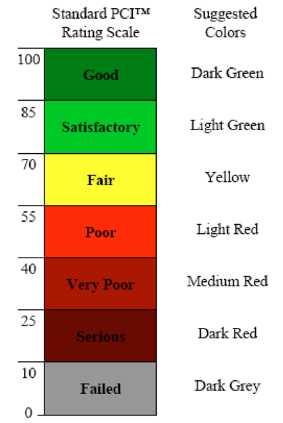 Standard PCI™
Rating Scale
Suggested
Colors
100
Good
Dark Green
85
Satisfactory
Light Green
70
Fair
Yellow
55
Poor
Light Red
40
Very Poor
Medium Red
25
Serious
Dark Red
10
Failed
Dark Grey
0